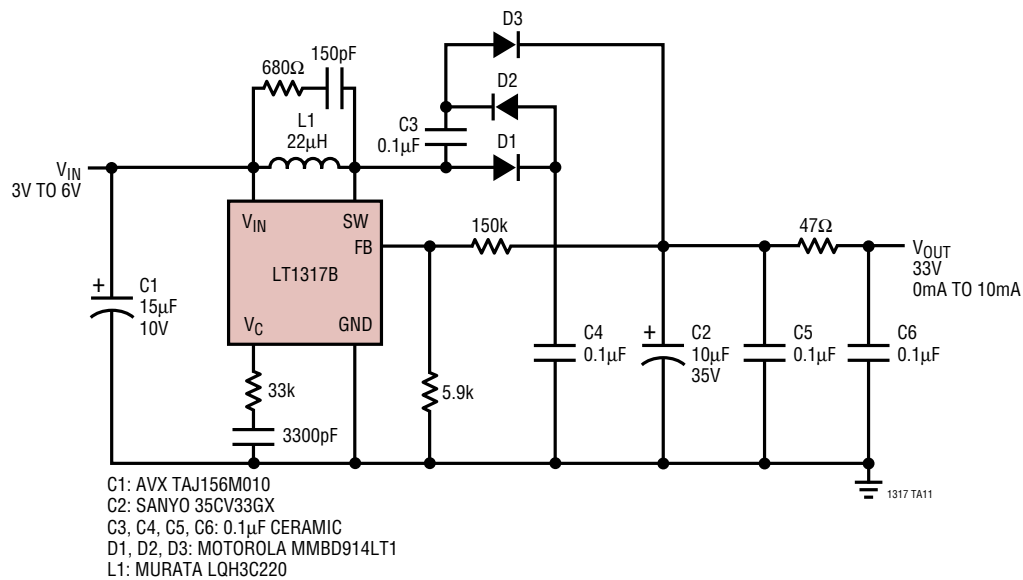 D3
150pF
680Ω
D2
L1
22µH
C3
0.1µF
D1
VIN
3V TO 6V
VIN
SW
FB
LT1317B
VC
GND
150k
47Ω
VOUT
33V
0mA TO 10mA
+
C1
15µF
10V
C4
0.1µF
+
C2
10µF
35V
C5
0.1µF
C6
0.1µF
33k
5.9k
3300pF
C1: AVX TAJ156M010
C2: SANYO 35CV33GX
C3, C4, C5, C6: 0.1µF CERAMIC
D1, D2, D3: MOTOROLA MMBD914LT1
L1: MURATA LQH3C220
1317 TA11